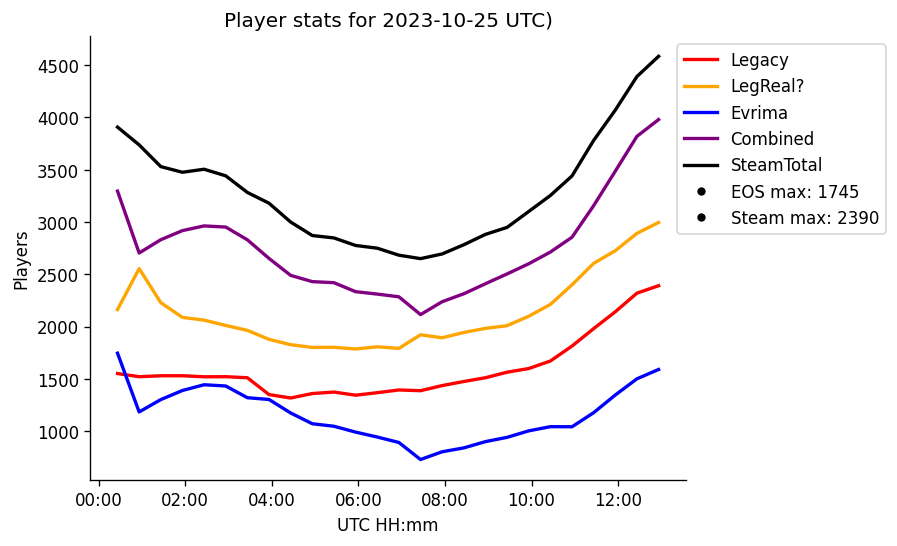 Player stats for 2023-10-25 UTC)
4500
4000
3500
3000
2500
2000
1500
1000
Players
00:00 02:00 04:00 06:00 08:00 10:00 12:00
UTC HH:mm
Legacy
LegReal?
Evrima
Combined
SteamTotal
EOS max: 1745
Steam max: 2390